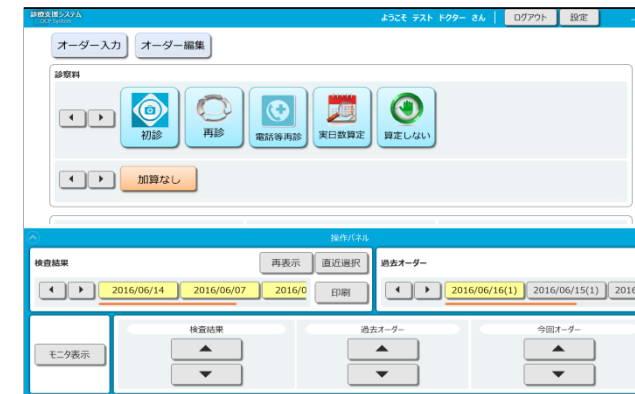 診療支援システム
DCP System
ようこそ テスト ドクター さん
ログアウト
設定
オーダー入力
オーダー編集
診察料
初診
再診
電話等再診
実日数算定
算定しない
加算なし
操作パネル
検査結果
再表示
直近選択
過去オーダー
2016/06/14
2016/06/07
2016/0
印刷
2016/06/16(1)
2016/06/15(1)
2016
モニタ表示
検査結果
過去オーダー
今回オーダー